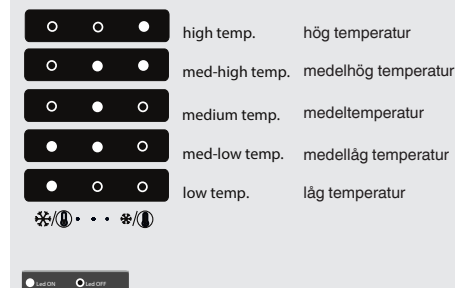 high temp. hög temperatur
med-high temp. medelhög temperatur
medium temp. medeltemperatur
med-low temp. medellåg temperatur
low temp. låg temperatur
Led ON Led OFF